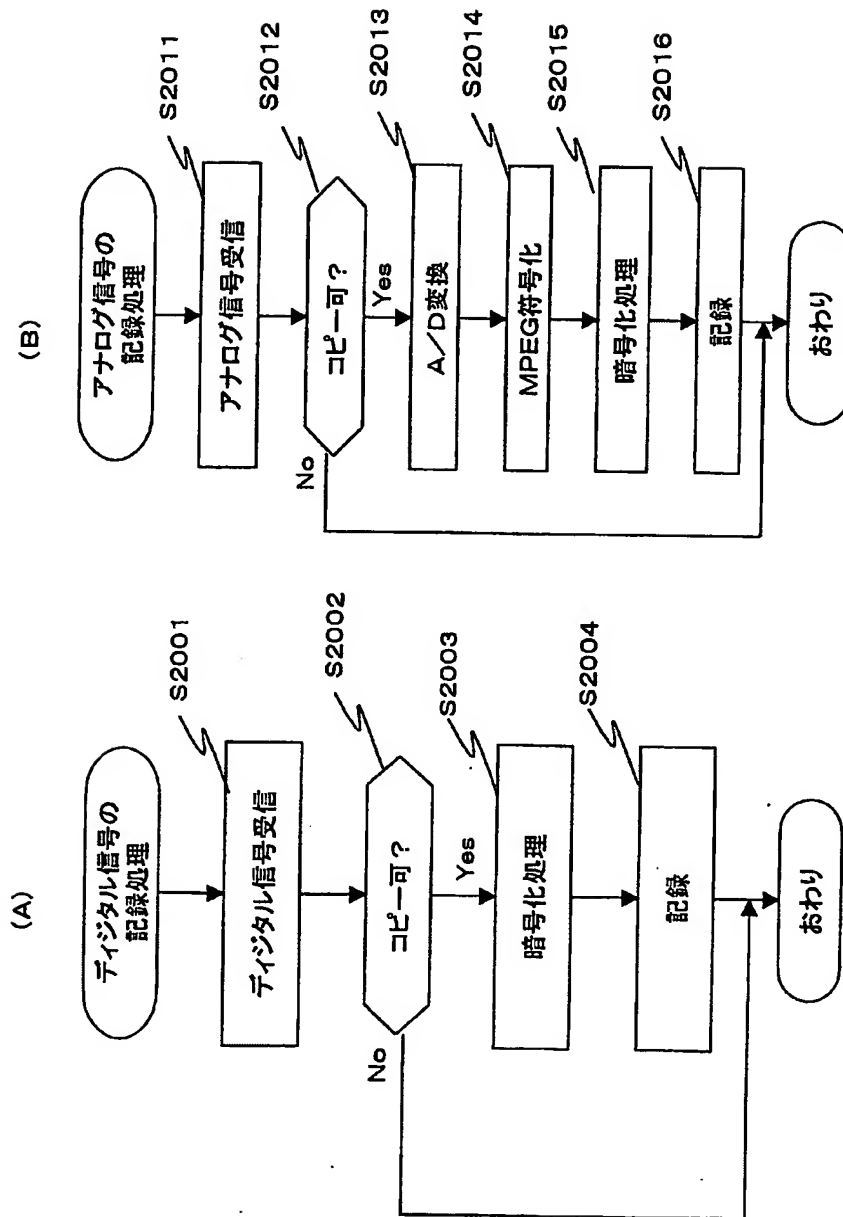 (A)
ディジタル信号の
記録処理
ディジタル信号受信
S2001
コピー可？
S2002
No
Yes
暗号化処理
S2003
記録
S2004
おわり
(B)
アナログ信号の
記録処理
アナログ信号受信
S2011
コピー可？
S2012
No
Yes
A／D変換
S2013
MPEG符号化
S2014
暗号化処理
S2015
記録
S2016
おわり